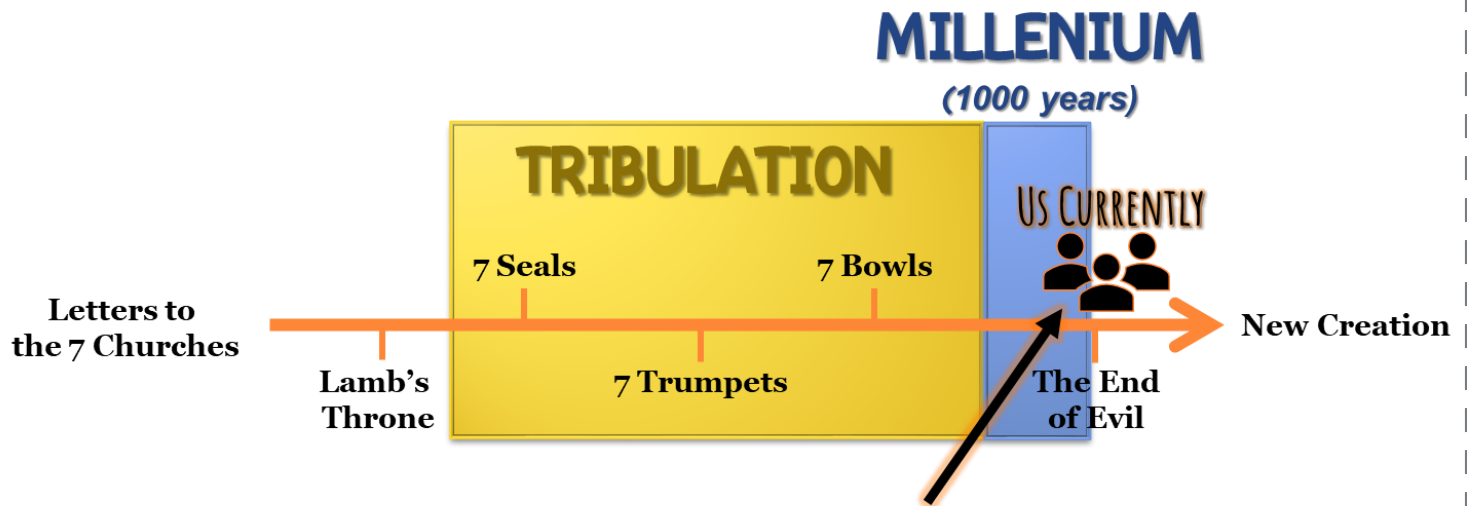 MILLENIUM
(1000 years)
TRIBULATION
Us Currently
7 Seals
7 Bowls
Letters to
the 7 Churches
New Creation
Lamb's
Throne
7 Trumpets
The End
of Evil